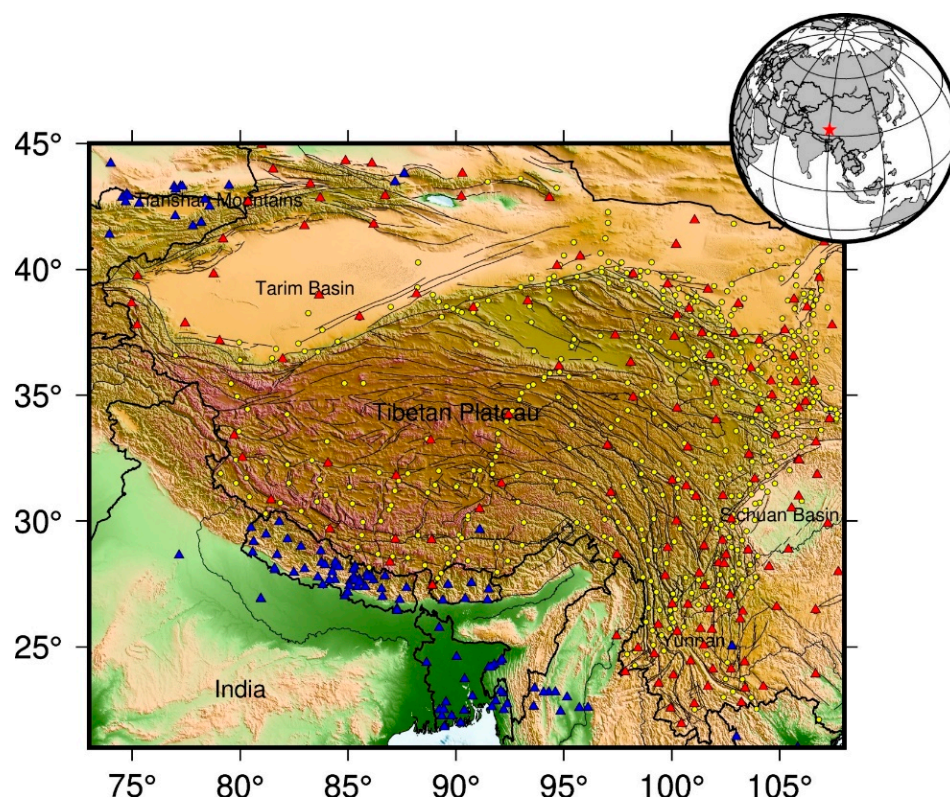 45°
Tianshan Mountains
40°
Tarim Basin
35°
Tibetan Plateau
30°
Sichuan Basin
25°
Yunnan
India
75° 80° 85° 90° 95° 100° 105°